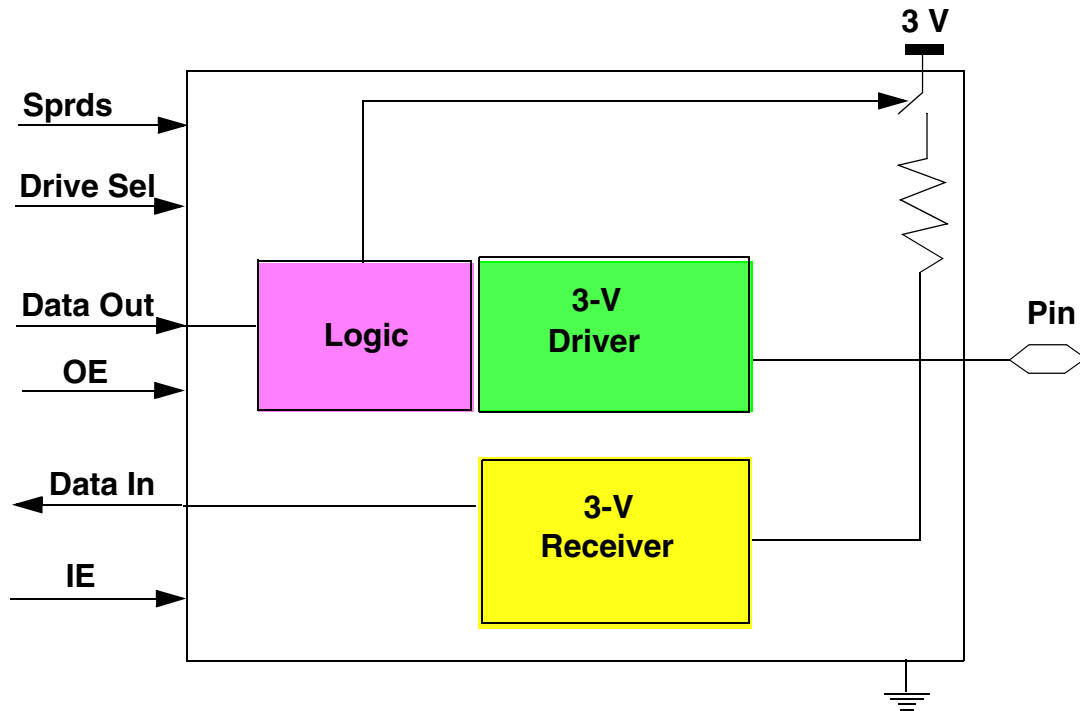 3 V
Sprds
Drive Sel
Data Out
OE
Logic
3-V
Driver
Pin
Data In
IE
3-V
Receiver